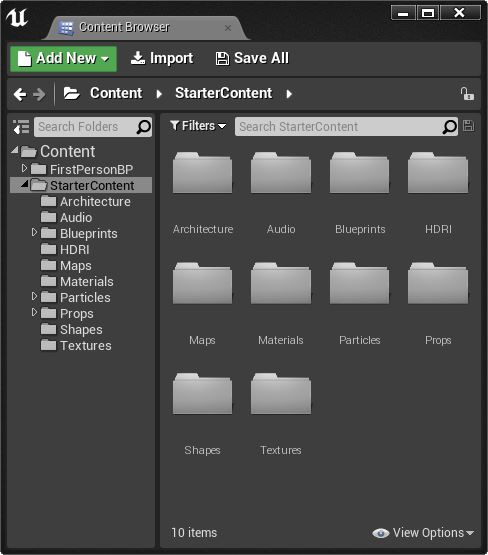 Content Browser
Add New Import Save All
Content StarterContent
Search Folders
Content
FirstPersonBP
StarterContent
Architecture
Audio
Blueprints
HDRI
Maps
Materials
Particles
Props
Shapes
Textures
Filters Search StarterContent
Architecture Audio Blueprints HDRI
Maps Materials Particles Props
Shapes Textures
10 items View Options